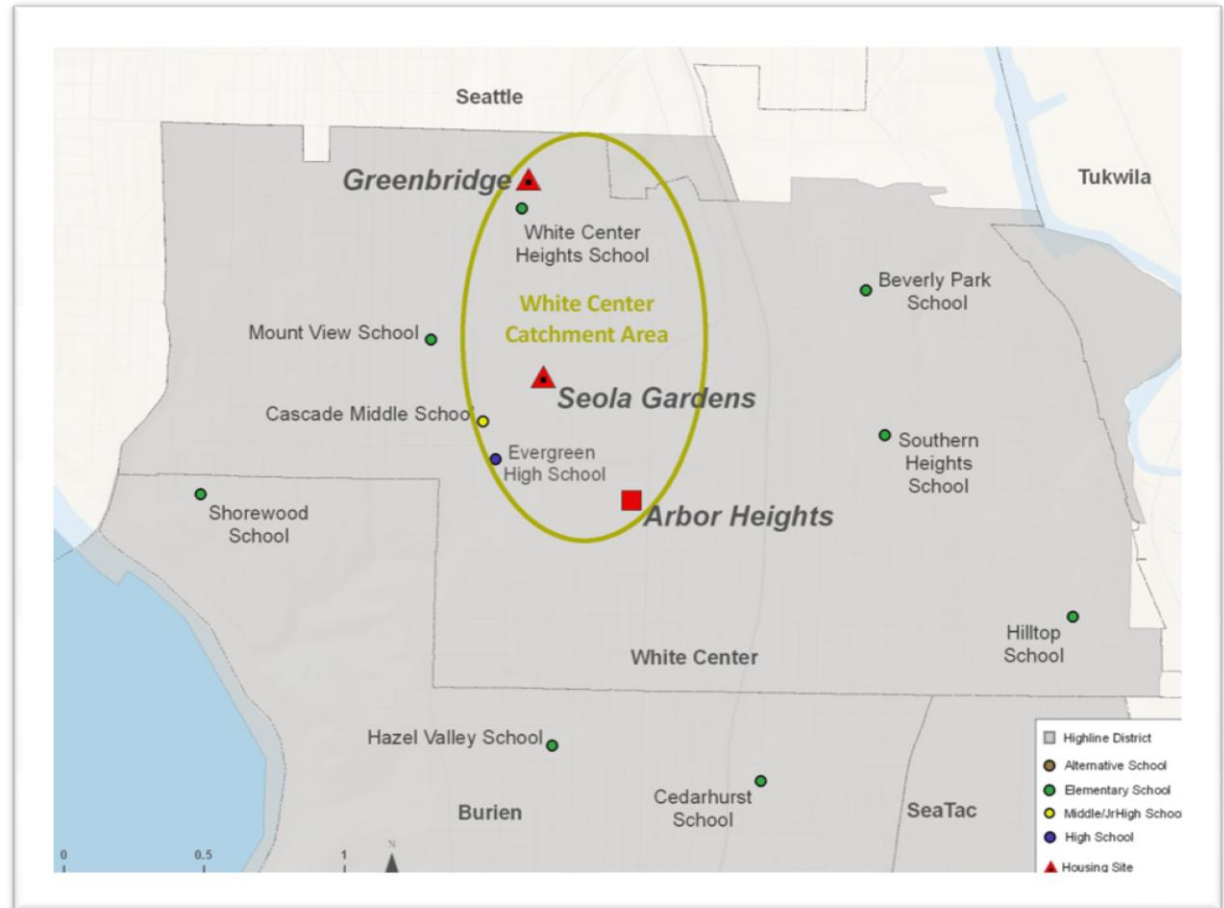 Seattle
Greenbridge
Tukwila
White Center
Heights School
Beverly Park
School
White Center
Catchment Area
Mount View School
Seola Gardens
Cascade Middle School
Southern
Heights
School
Evergreen
High School
Shorewood
School
Arbor Heights
Hilltop
School
White Center
Hazel Valley School
Cedarhurst
School
Burien
SeaTac
Highline District
Alternative School
Elementary School
Middle/JrHigh Schoo
High School
Housing Site
0 0.5 1
N